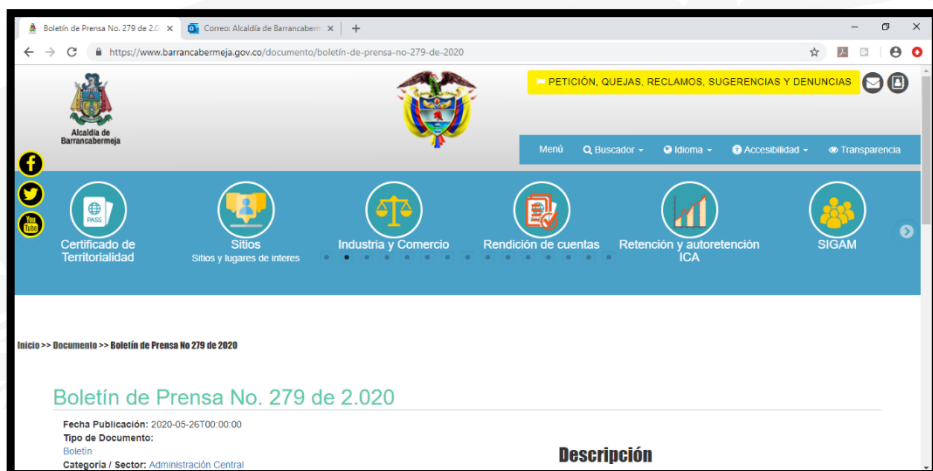 Boletín de Prensa No. 279 de 2.0
Correo: Alcaldía de Barrancaberm
https://www.barrancabermeja.gov.co/documento/boletín-de-prensa-no-279-de-2020
Alcaldía de
Barrancabermeja
PETICIÓN, QUEJAS, RECLAMOS, SUGERENCIAS Y DENUNCIAS
Menú Buscador Idioma Accesibilidad Transparencia
You
Tube
PASS
Certificado de
Territorialidad
Sitios
Sitios y lugares de interes
Industria y Comercio
Rendición de cuentas
Retención y autoretención
ICA
SIGAM
Inicio >> Documento >> Boletín de Prensa No 279 de 2020
Boletín de Prensa No. 279 de 2.020
Fecha Publicación: 2020-05-26T00:00:00
Tipo de Documento:
Boletín
Categoria / Sector: Administración Central
Descripción